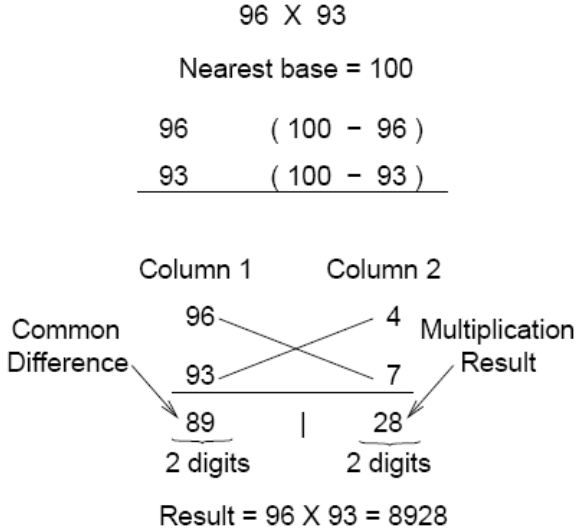 96 X 93
Nearest base = 100
96 ( 100 − 96 )
93 ( 100 − 93 )
Column 1 Column 2
96 4
Common Difference
Multiplication Result
93 7
89 | 28
2 digits 2 digits
Result = 96 X 93 = 8928